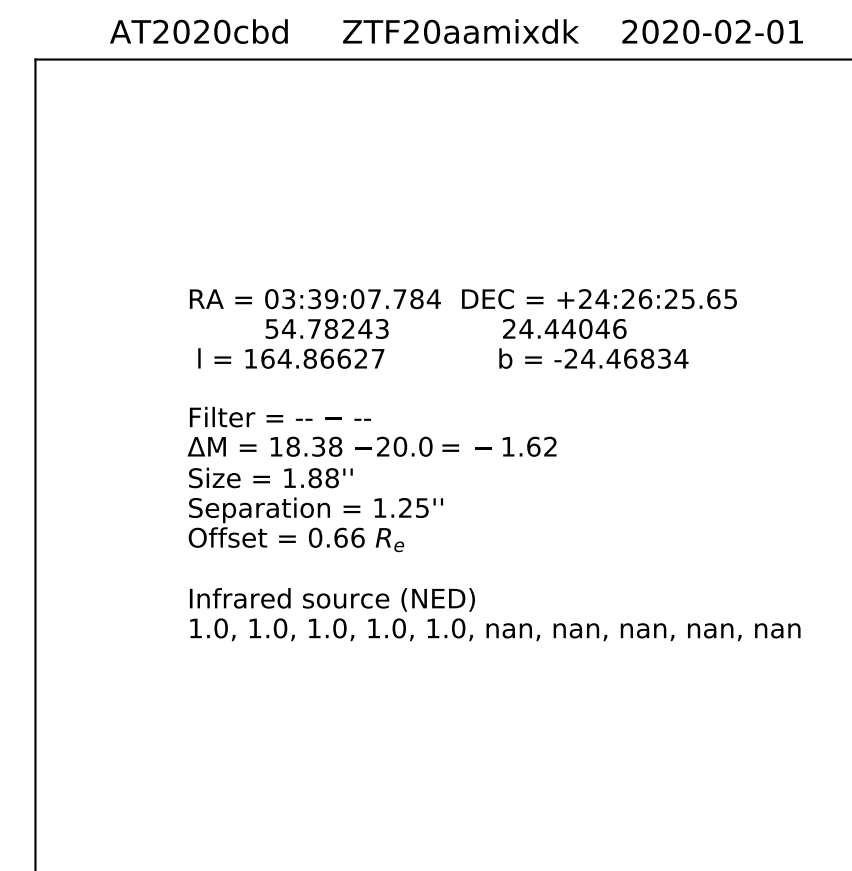 AT2020cbd ZTF20aamixdk 2020-02-01
RA = 03:39:07.784 DEC = +24:26:25.65
54.78243 24.44046
l = 164.86627 b = -24.46834
Filter = -- − --
ΔM = 18.38 −20.0 = − 1.62
Size = 1.88''
Separation = 1.25''
Offset = 0.66 Rₑ
Infrared source (NED)
1.0, 1.0, 1.0, 1.0, 1.0, nan, nan, nan, nan, nan